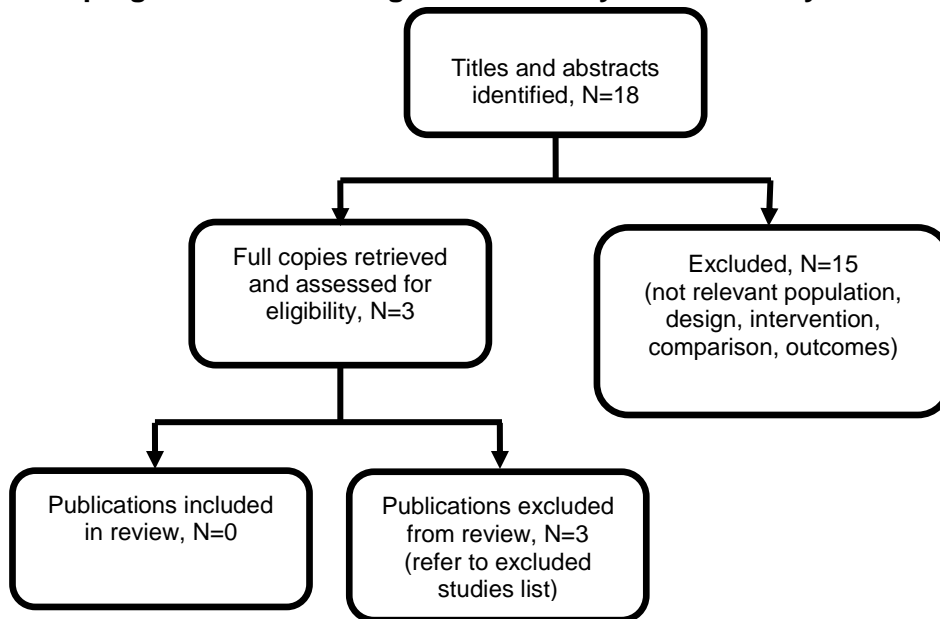 Titles and abstracts
identified, N=18
Full copies retrieved
and assessed for
eligibility, N=3
Excluded, N=15
(not relevant population,
design, intervention,
comparison, outcomes)
Publications included
in review, N=0
Publications excluded
from review, N=3
(refer to excluded
studies list)